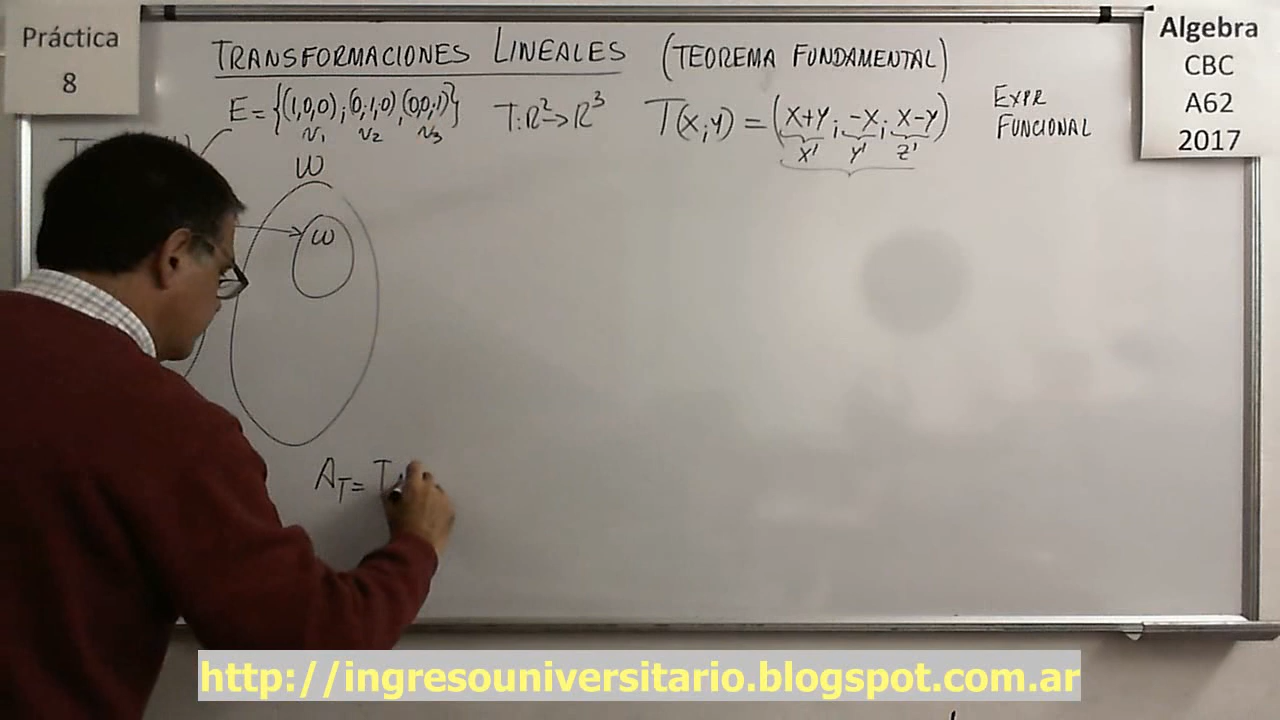 Práctica
8
TRANSFORMACIONES LINEALES (TEOREMA FUNDAMENTAL)
Algebra
CBC
A62
2017
E = {(1,0,0);(0,1,0),(0,0,1)} T:R²→R³ T(x;y) = (x+y; -x; x-y) EXPR
FUNCIONAL
v₁ v₂ v₃ x' y' z'
W
w
A_T = T
http://ingresouniversitario.blogspot.com.ar